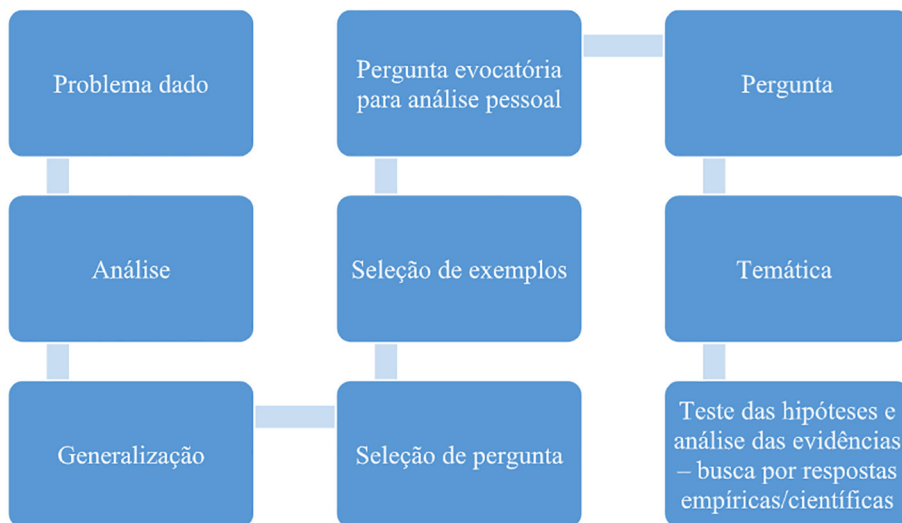 Problema dado
Análise
Generalização
Seleção de pergunta
Seleção de exemplos
Pergunta evocatória
para análise pessoal
Pergunta
Temática
Teste das hipóteses e
análise das evidências
– busca por respostas
empíricas/científicas